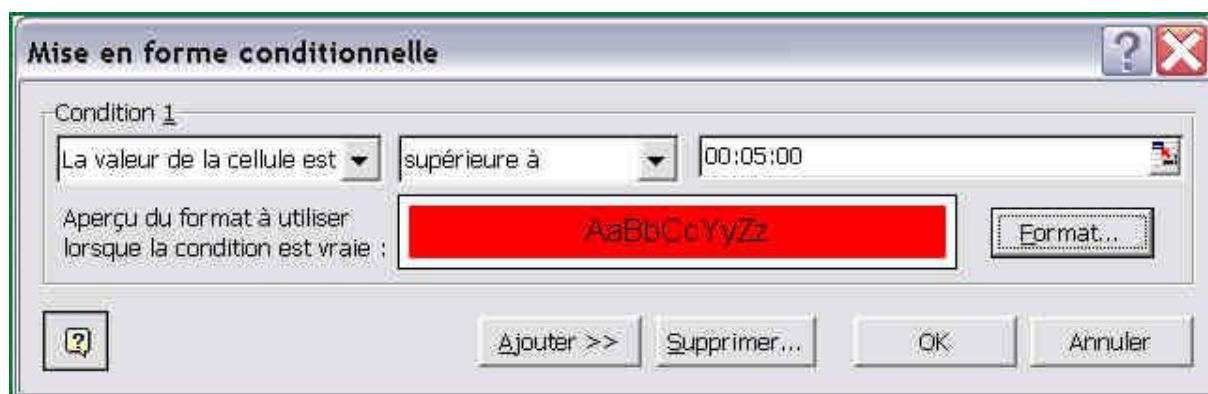 Mise en forme conditionnelle
Condition 1
La valeur de la cellule est supérieure à 00:05:00
Aperçu du format à utiliser
lorsque la condition est vraie :
AaBbCcYyZz
Format...
Ajouter >> Supprimer... OK Annuler